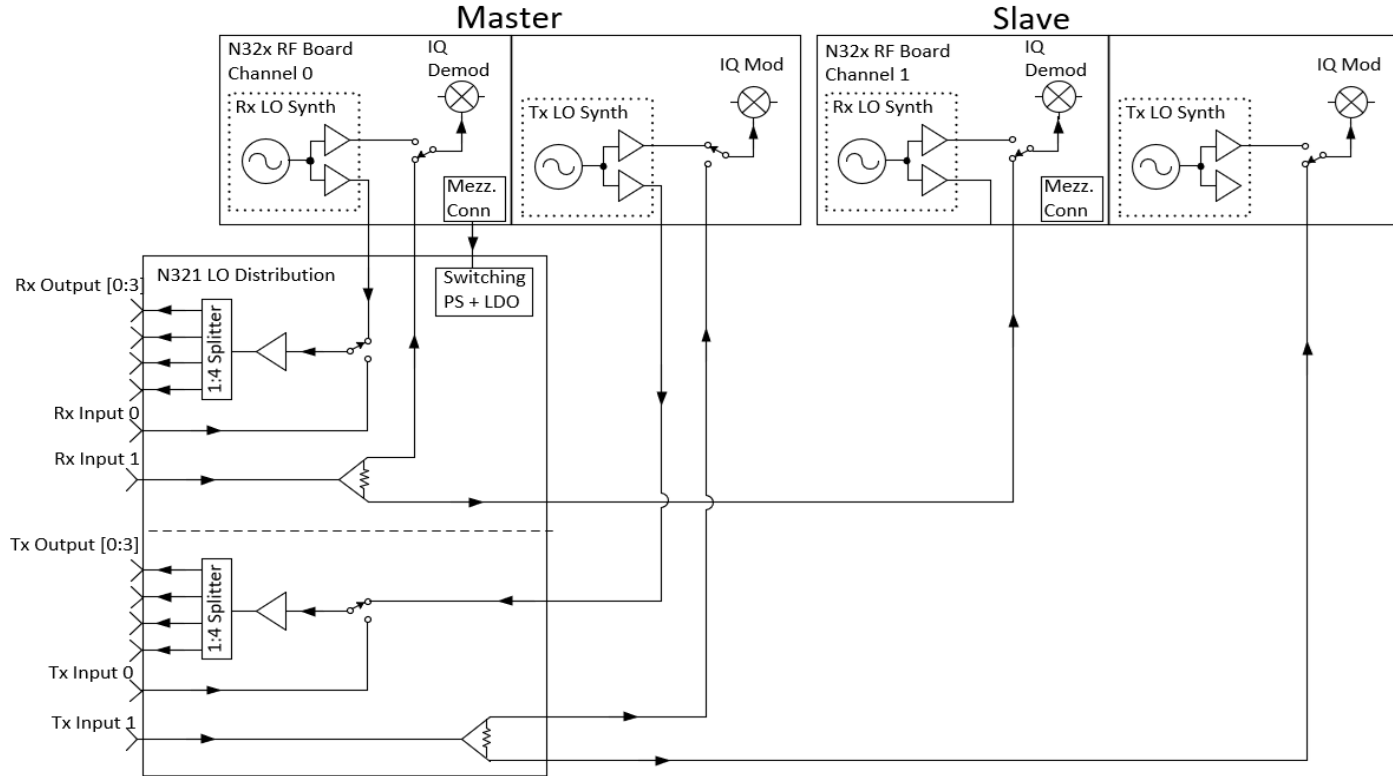 Master
Slave
N32x RF Board
Channel 0
IQ
Demod
Rx LO Synth
Mezz.
Conn
IQ Mod
Tx LO Synth
N32x RF Board
Channel 1
IQ
Demod
Rx LO Synth
Mezz.
Conn
IQ Mod
Tx LO Synth
N321 LO Distribution
Switching
PS + LDO
Rx Output [0:3]
1:4 Splitter
Rx Input 0
Rx Input 1
Tx Output [0:3]
1:4 Splitter
Tx Input 0
Tx Input 1